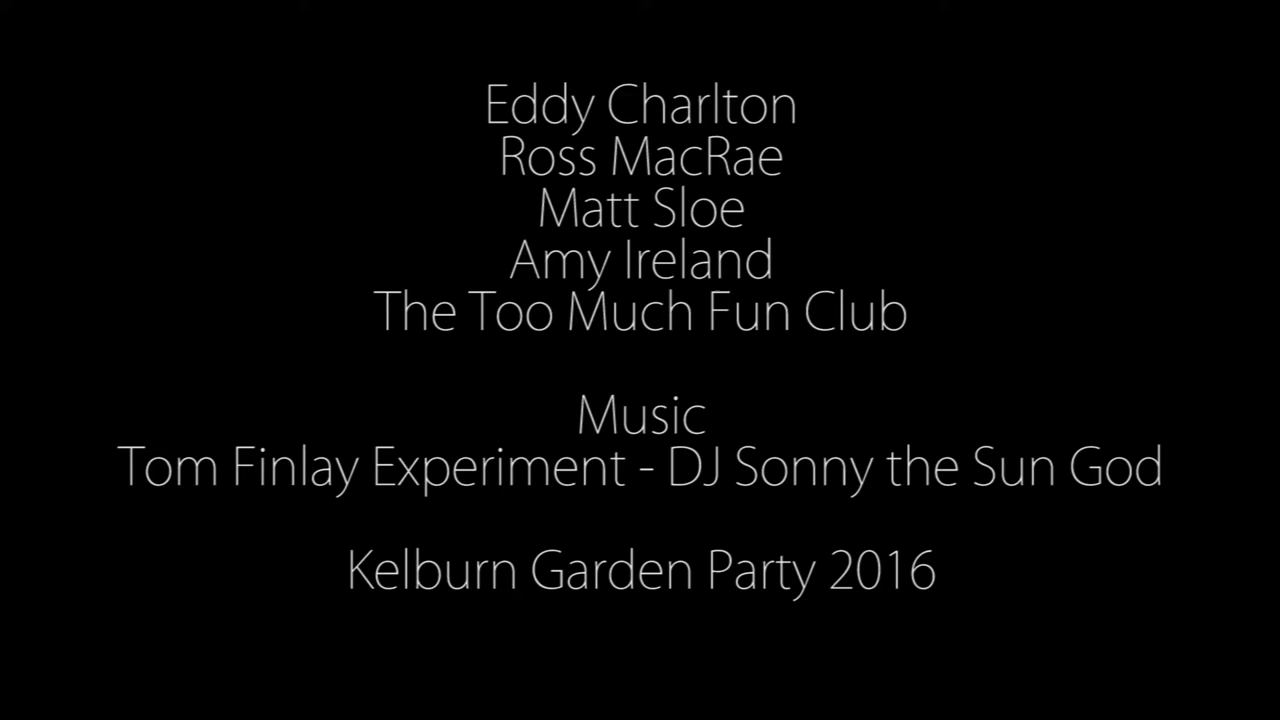 Eddy Charlton
Ross MacRae
Matt Sloe
Amy Ireland
The Too Much Fun Club
Music
Tom Finlay Experiment - DJ Sonny the Sun God
Kelburn Garden Party 2016